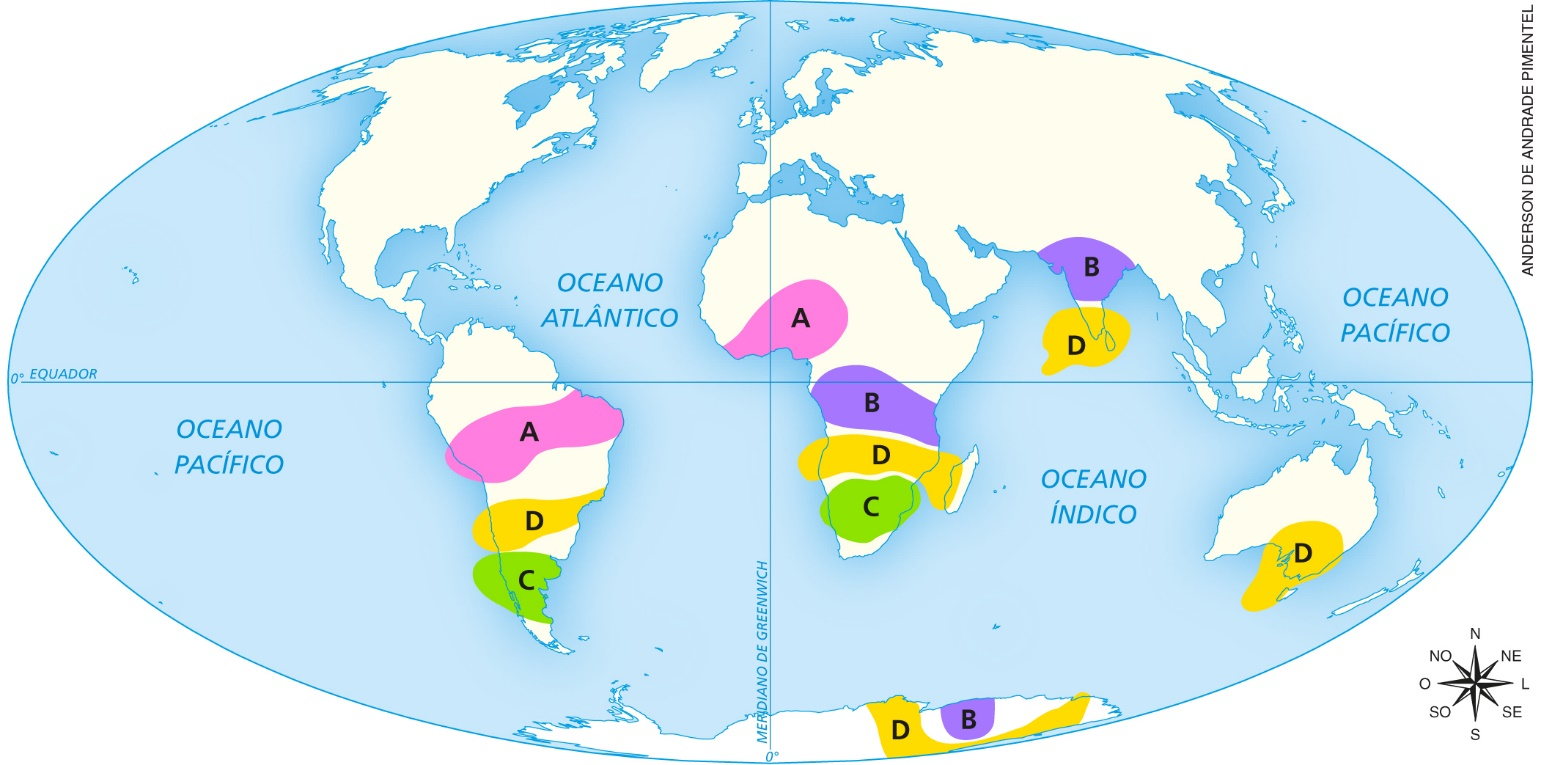 ANDERSON DE ANDRADE PIMENTEL
B
OCEANO
ATLÂNTICO
A
OCEANO
PACÍFICO
D
0° EQUADOR
B
A
OCEANO
PACÍFICO
D
OCEANO
ÍNDICO
C
D
D
C
MERIDIANO DE GREENWICH
N
NO
NE
O
L
SO
SE
S
D
B
0°